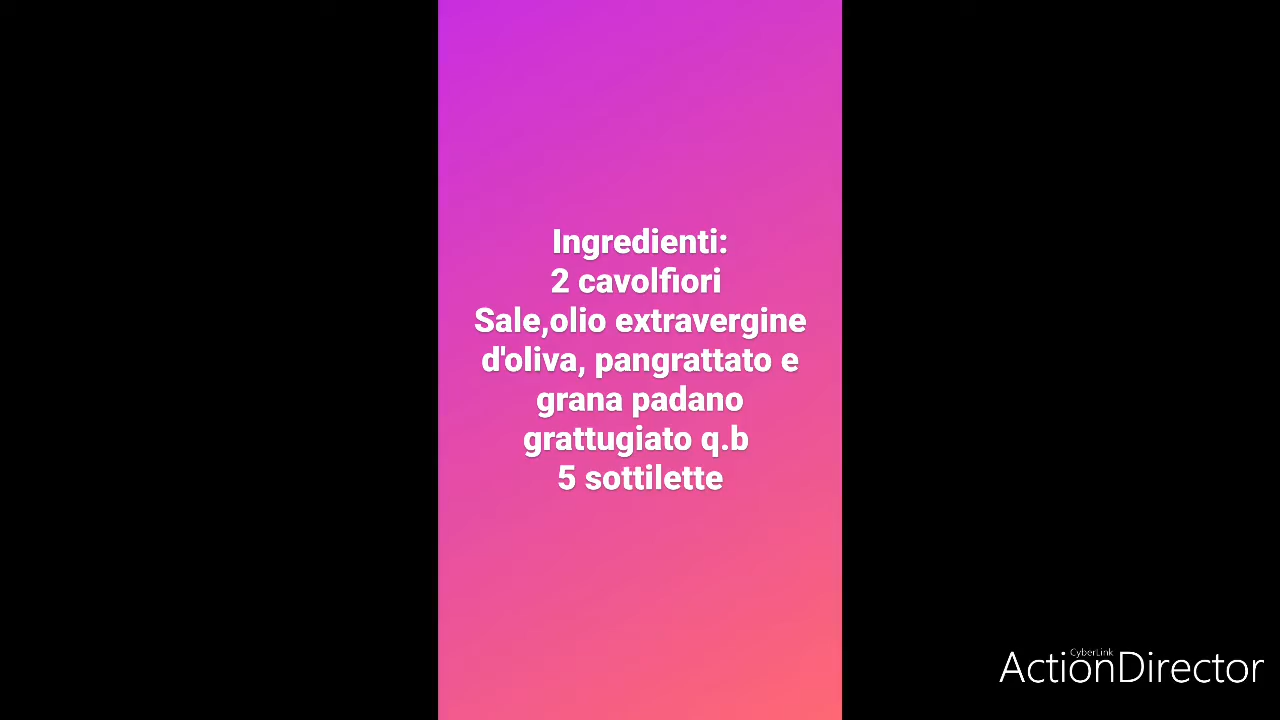 Ingredienti:
2 cavolfiori
Sale,olio extravergine
d'oliva, pangrattato e
grana padano
grattugiato q.b
5 sottilette
CyberLink
ActionDirector